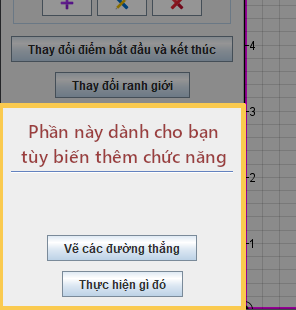 Thay đổi điểm bắt đầu và kết thúc
Thay đổi ranh giới
Phần này dành cho bạn
tùy biến thêm chức năng
Vẽ các đường thẳng
Thực hiện gì đó
4
3
2
1